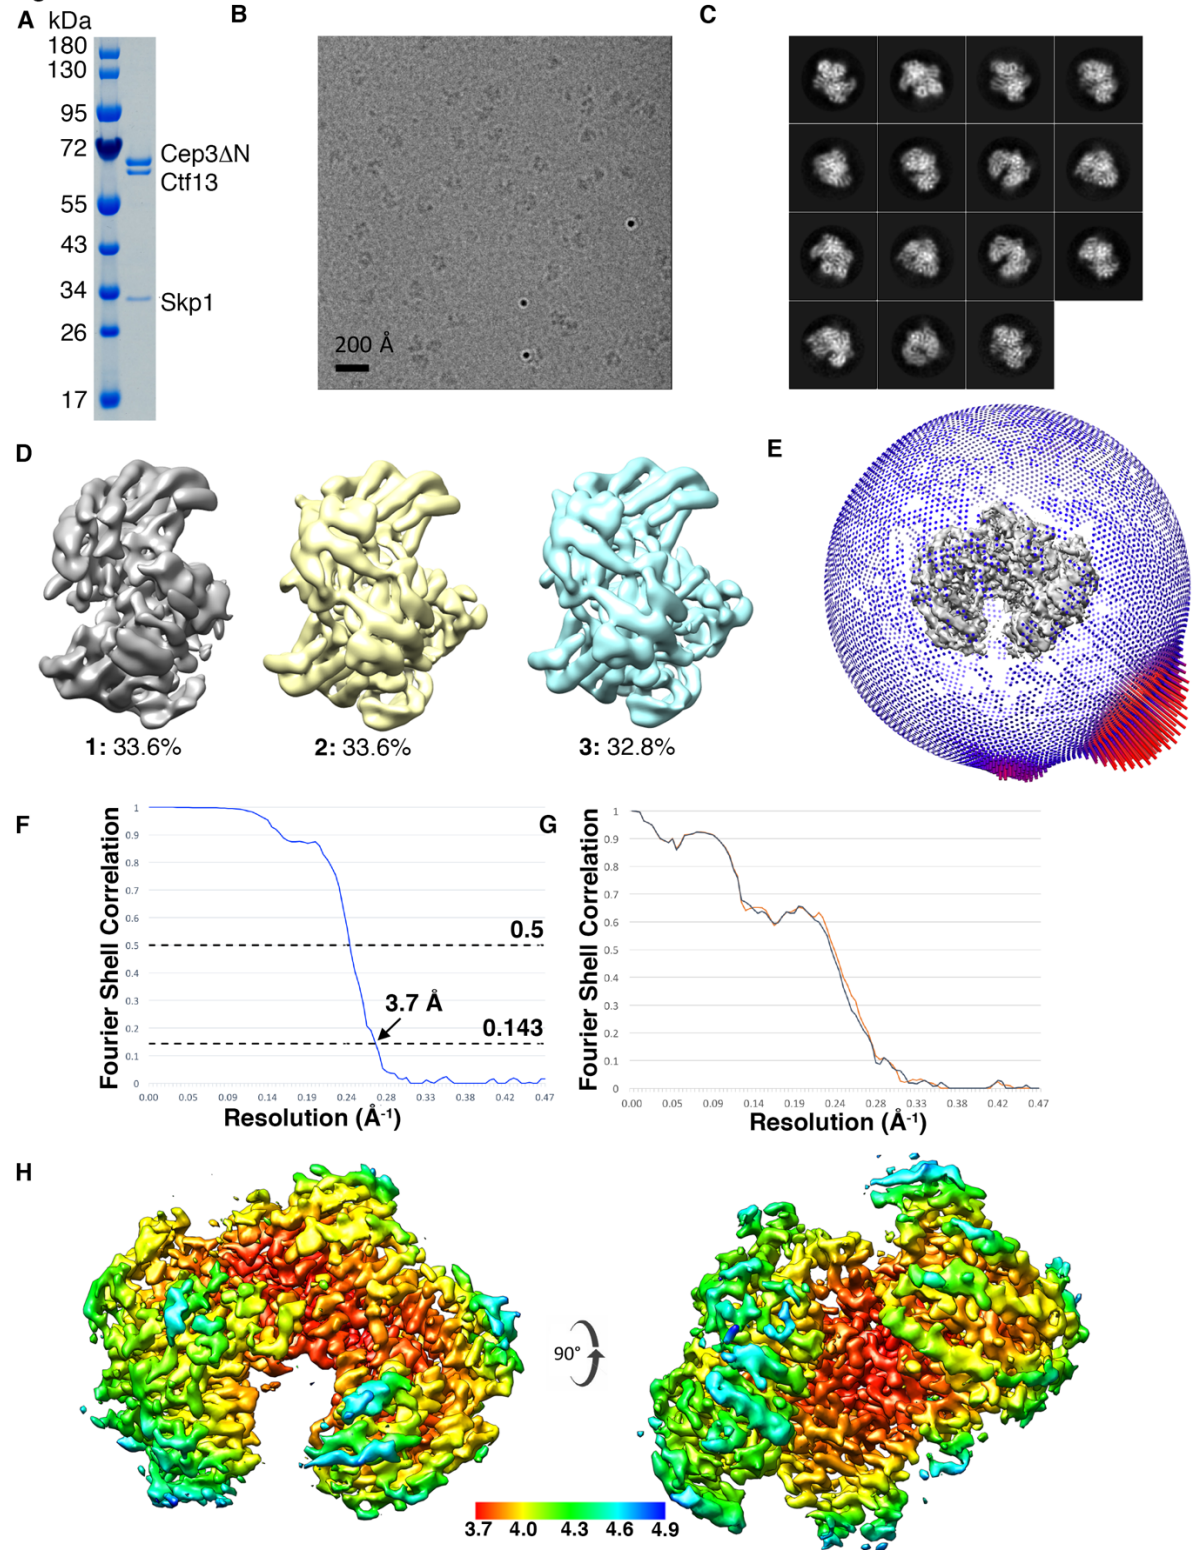 A kDa
180
130
95
72
55
43
34
26
17
Cep3ΔN
Ctf13
Skp1
B
200 Å
C
D
1: 33.6%
2: 33.6%
3: 32.8%
E
F
Fourier Shell Correlation
1
0.9
0.8
0.7
0.6
0.5
0.4
0.3
0.2
0.1
0
0.5
3.7 Å
0.143
0.00 0.05 0.09 0.14 0.19 0.24 0.28 0.33 0.38 0.42 0.47
Resolution (Å⁻¹)
G
Fourier Shell Correlation
1
0.9
0.8
0.7
0.6
0.5
0.4
0.3
0.2
0.1
0
0.00 0.05 0.09 0.14 0.19 0.24 0.28 0.33 0.38 0.42 0.47
Resolution (Å⁻¹)
H
90°
3.7 4.0 4.3 4.6 4.9